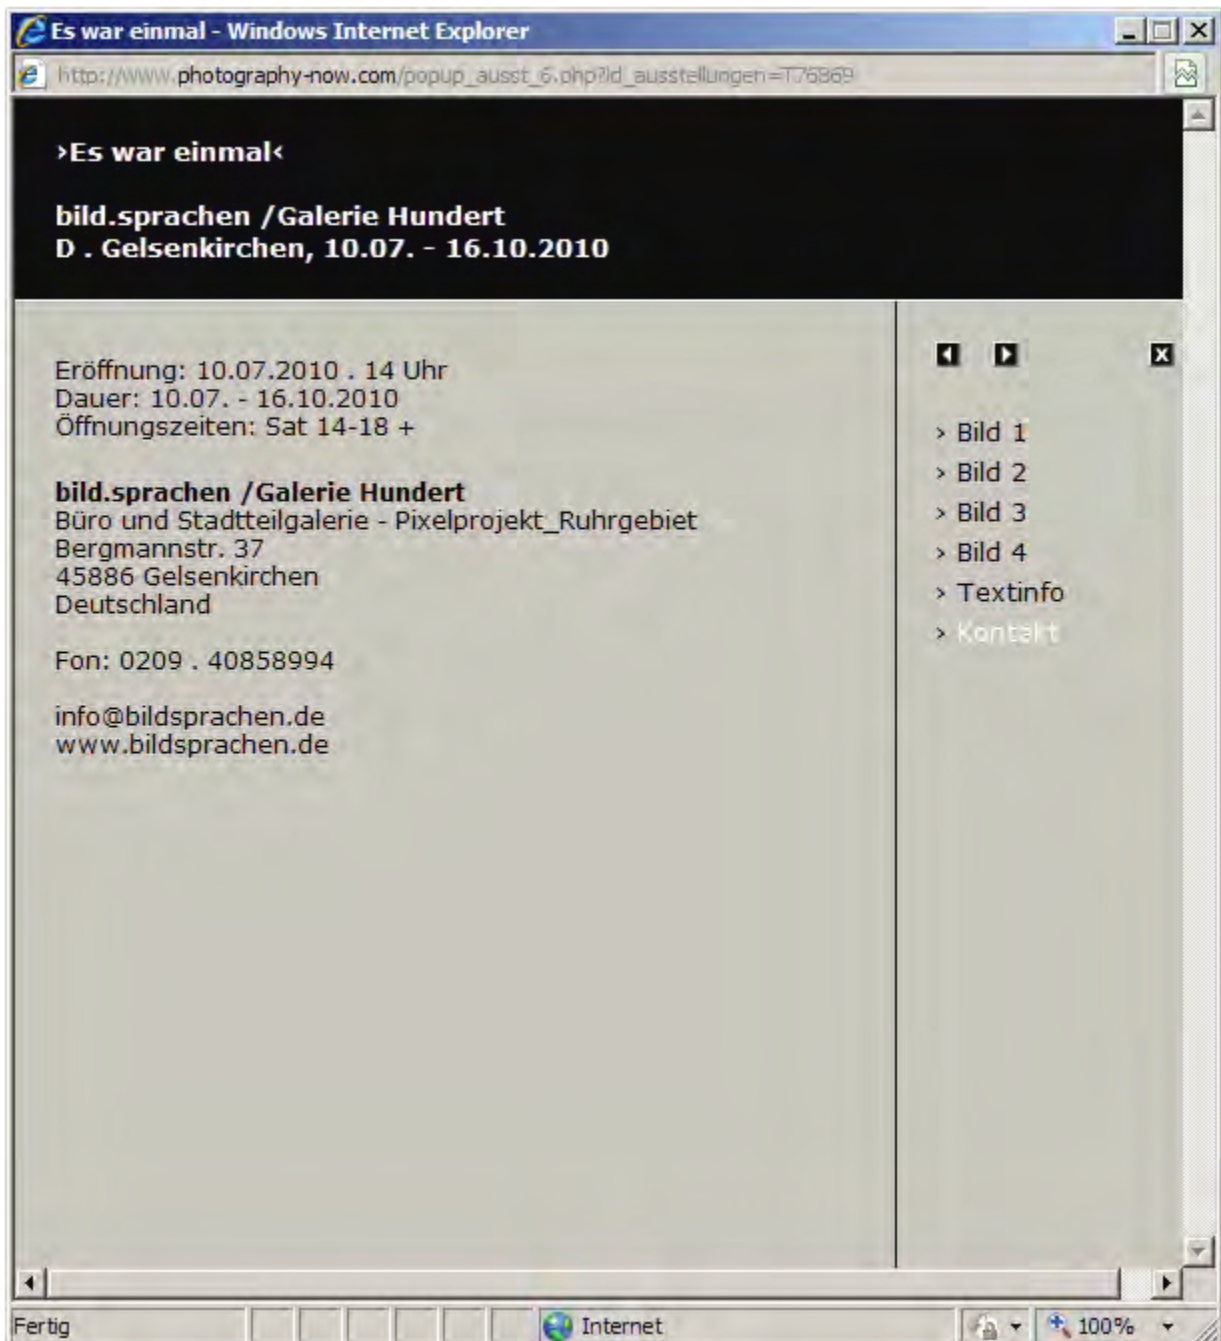 Es war einmal - Windows Internet Explorer
http://www.photography-now.com/popup_ausst_6.php?id_ausstellungen=T76869
›Es war einmal‹
bild.sprachen /Galerie Hundert
D . Gelsenkirchen, 10.07. - 16.10.2010
Eröffnung: 10.07.2010 . 14 Uhr
Dauer: 10.07. - 16.10.2010
Öffnungszeiten: Sat 14-18 +
bild.sprachen /Galerie Hundert
Büro und Stadtteilgalerie - Pixelprojekt_Ruhrgebiet
Bergmannstr. 37
45886 Gelsenkirchen
Deutschland
Fon: 0209 . 40858994
info@bildsprachen.de
www.bildsprachen.de
› Bild 1
› Bild 2
› Bild 3
› Bild 4
› Textinfo
› Kontakt
Fertig
Internet
100%